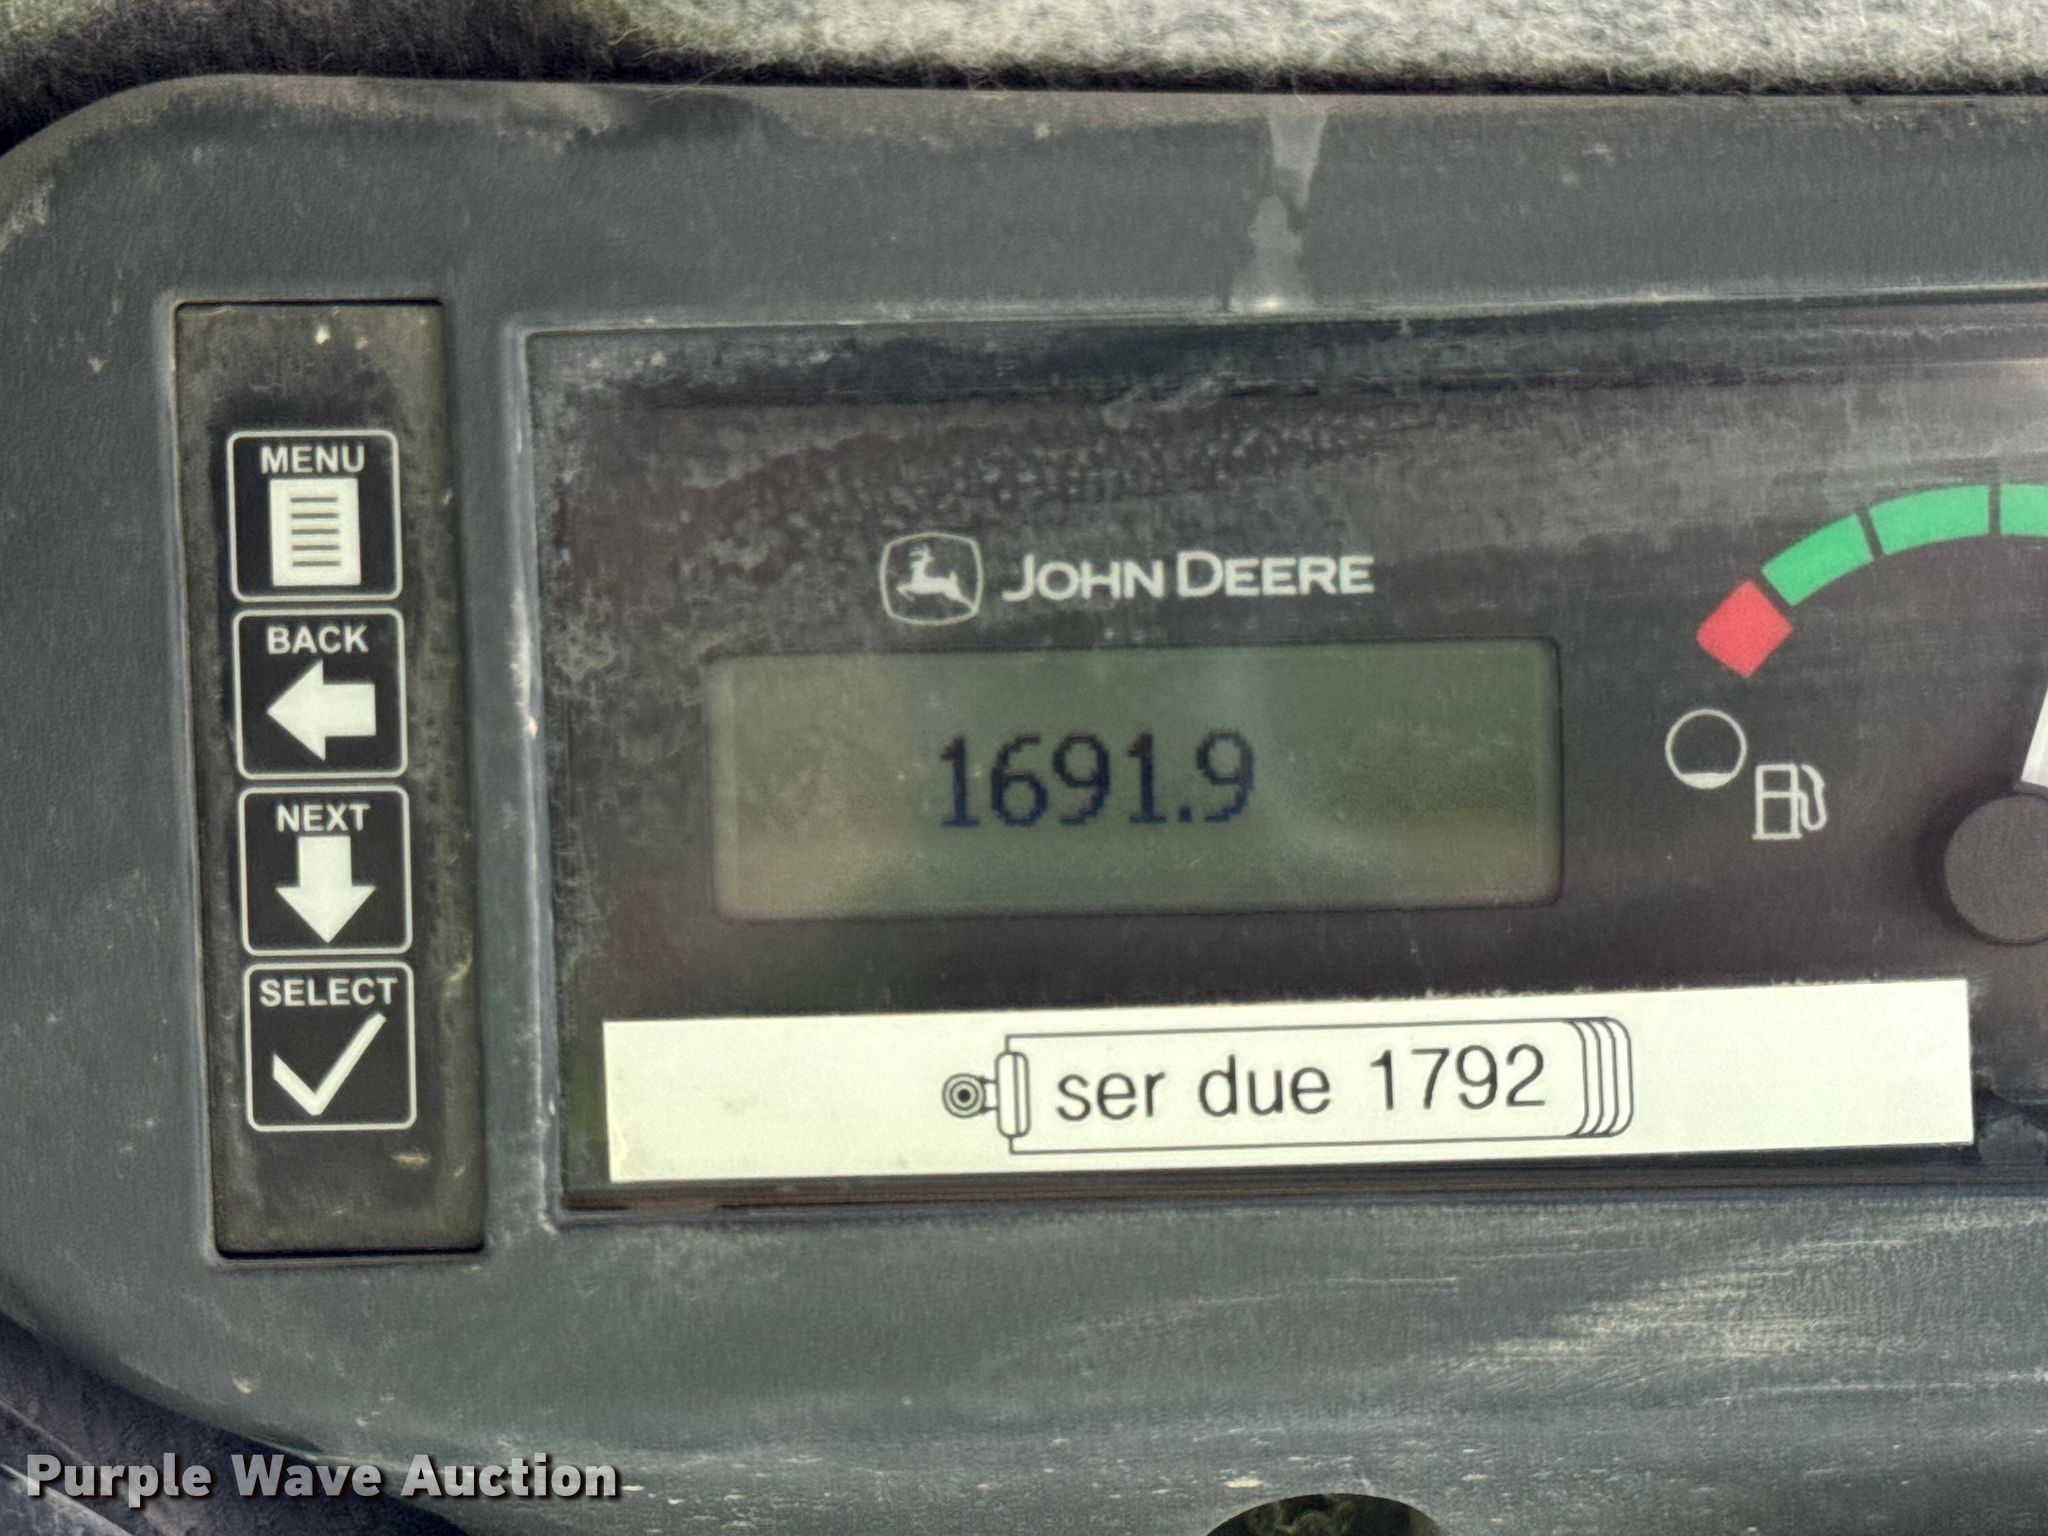 MENU
BACK
NEXT
SELECT
JOHN DEERE
1691.9
ser due 1792
Purple Wave Auction